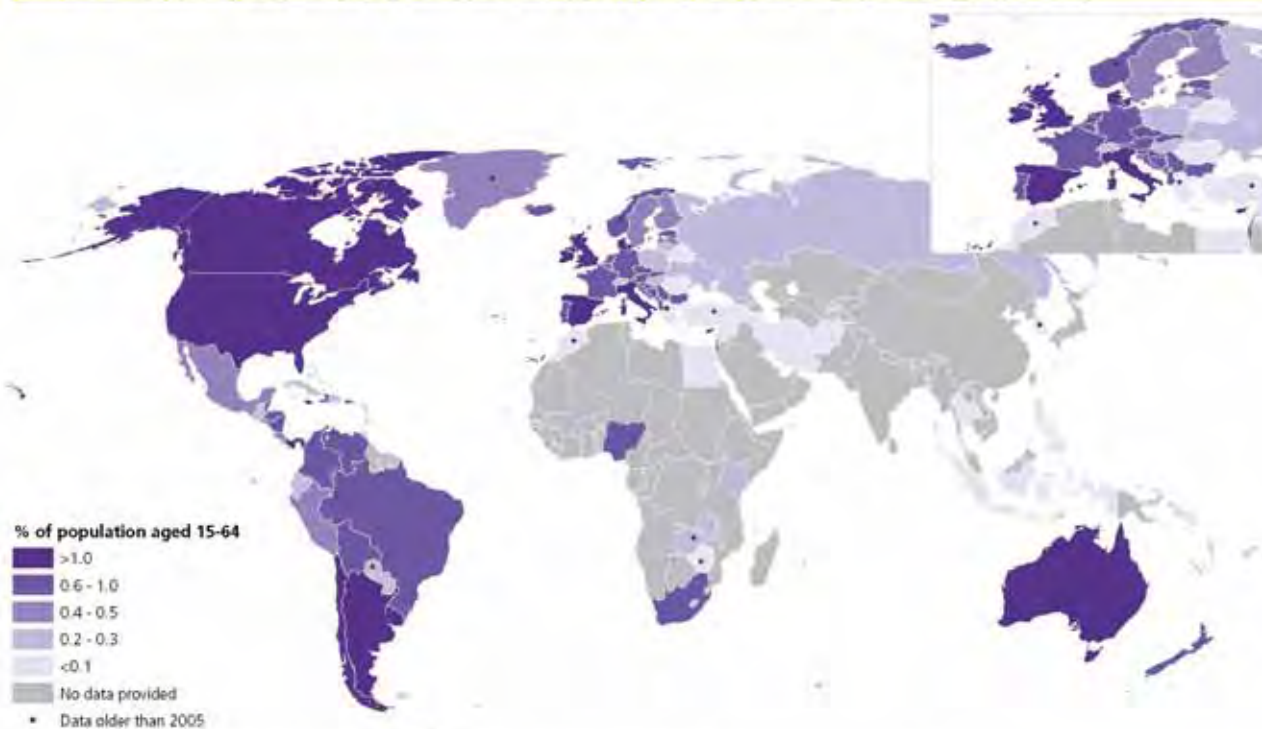 % of population aged 15-64
>1.0
0.6 - 1.0
0.4 - 0.5
0.2 - 0.3
<0.1
No data provided
Data older than 2005